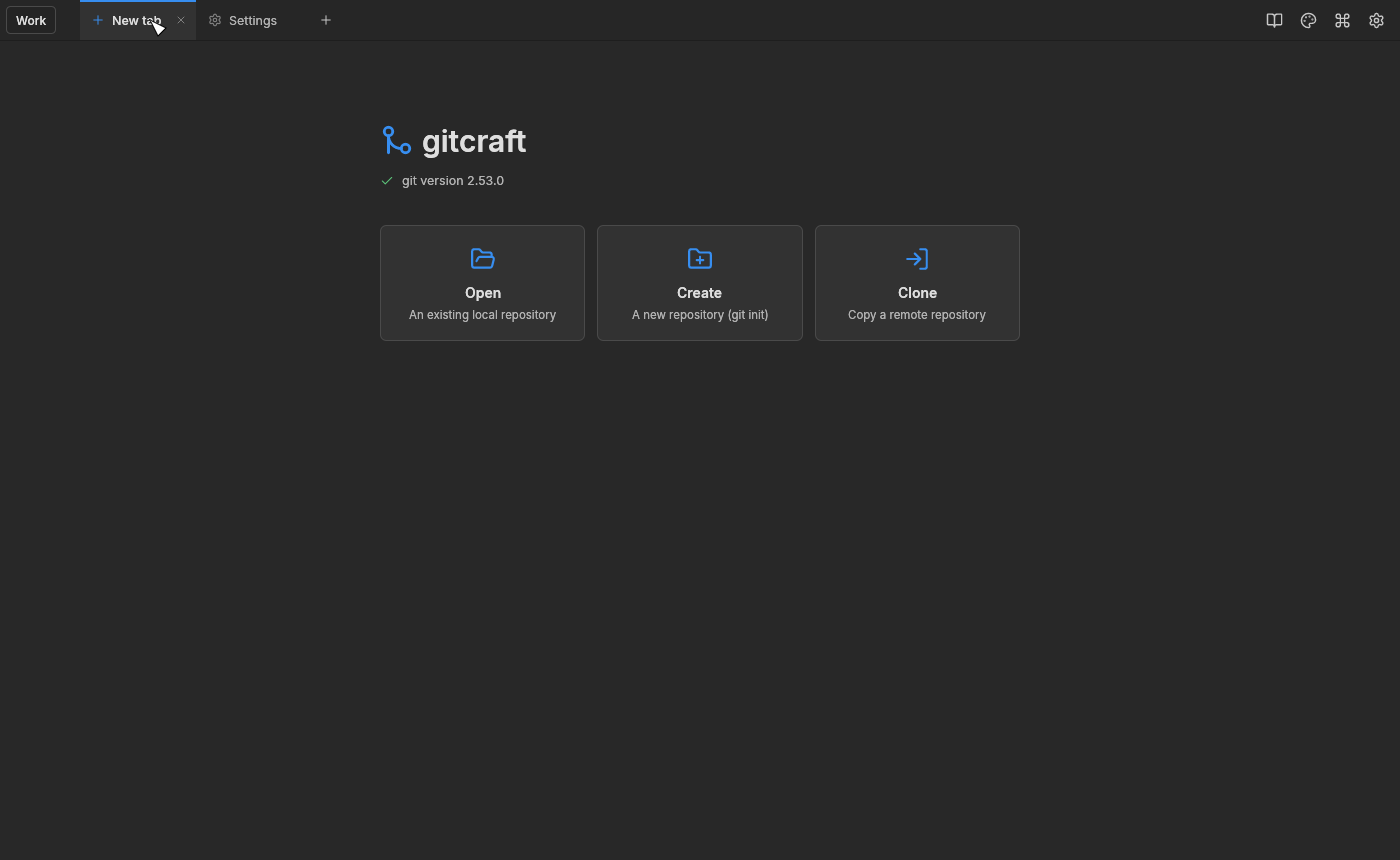 Work
New tab
Settings
gitcraft
git version 2.53.0
Open
An existing local repository
Create
A new repository (git init)
Clone
Copy a remote repository